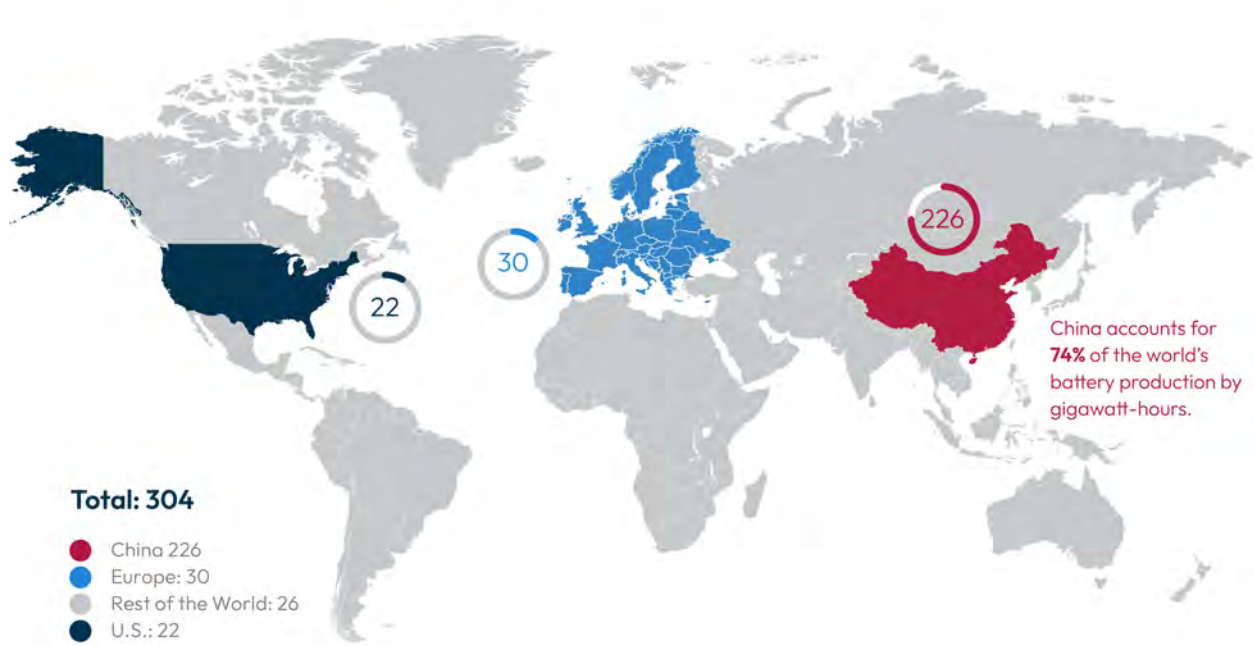 226
30
22
China accounts for
74% of the world's
battery production by
gigawatt-hours.
Total: 304
China 226
Europe: 30
Rest of the World: 26
U.S.: 22